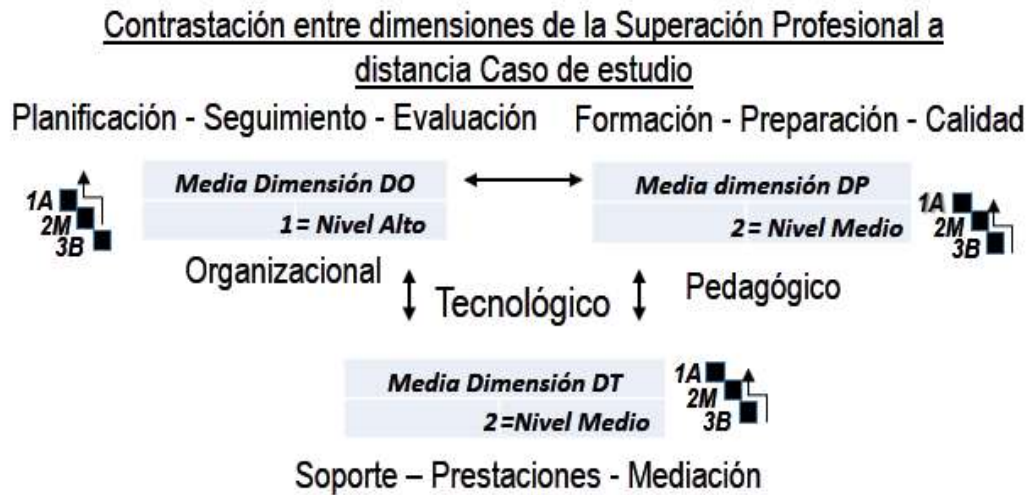 Contrastación entre dimensiones de la Superación Profesional a
distancia Caso de estudio
Planificación - Seguimiento - Evaluación
Formación - Preparación - Calidad
1A
2M
3B
Media Dimensión DO
1= Nivel Alto
Media dimensión DP
2= Nivel Medio
1A
2M
3B
Organizacional
Tecnológico
Pedagógico
Media Dimensión DT
2=Nivel Medio
1A
2M
3B
Soporte – Prestaciones - Mediación